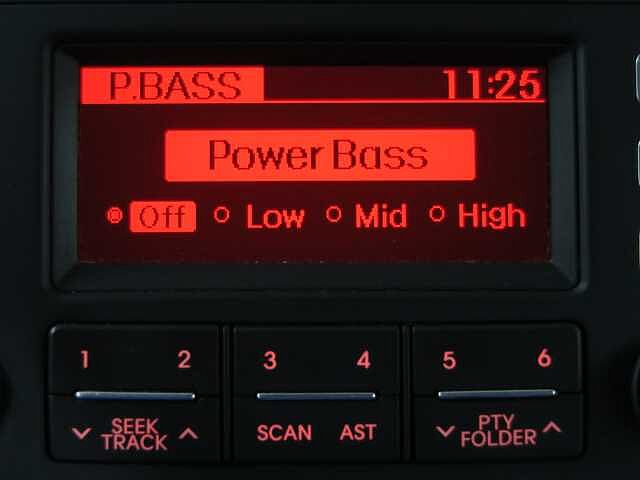 P.BASS 11:25
Power Bass
Off Low Mid High
1 2 3 4 5 6
SEEK TRACK SCAN AST PTY FOLDER